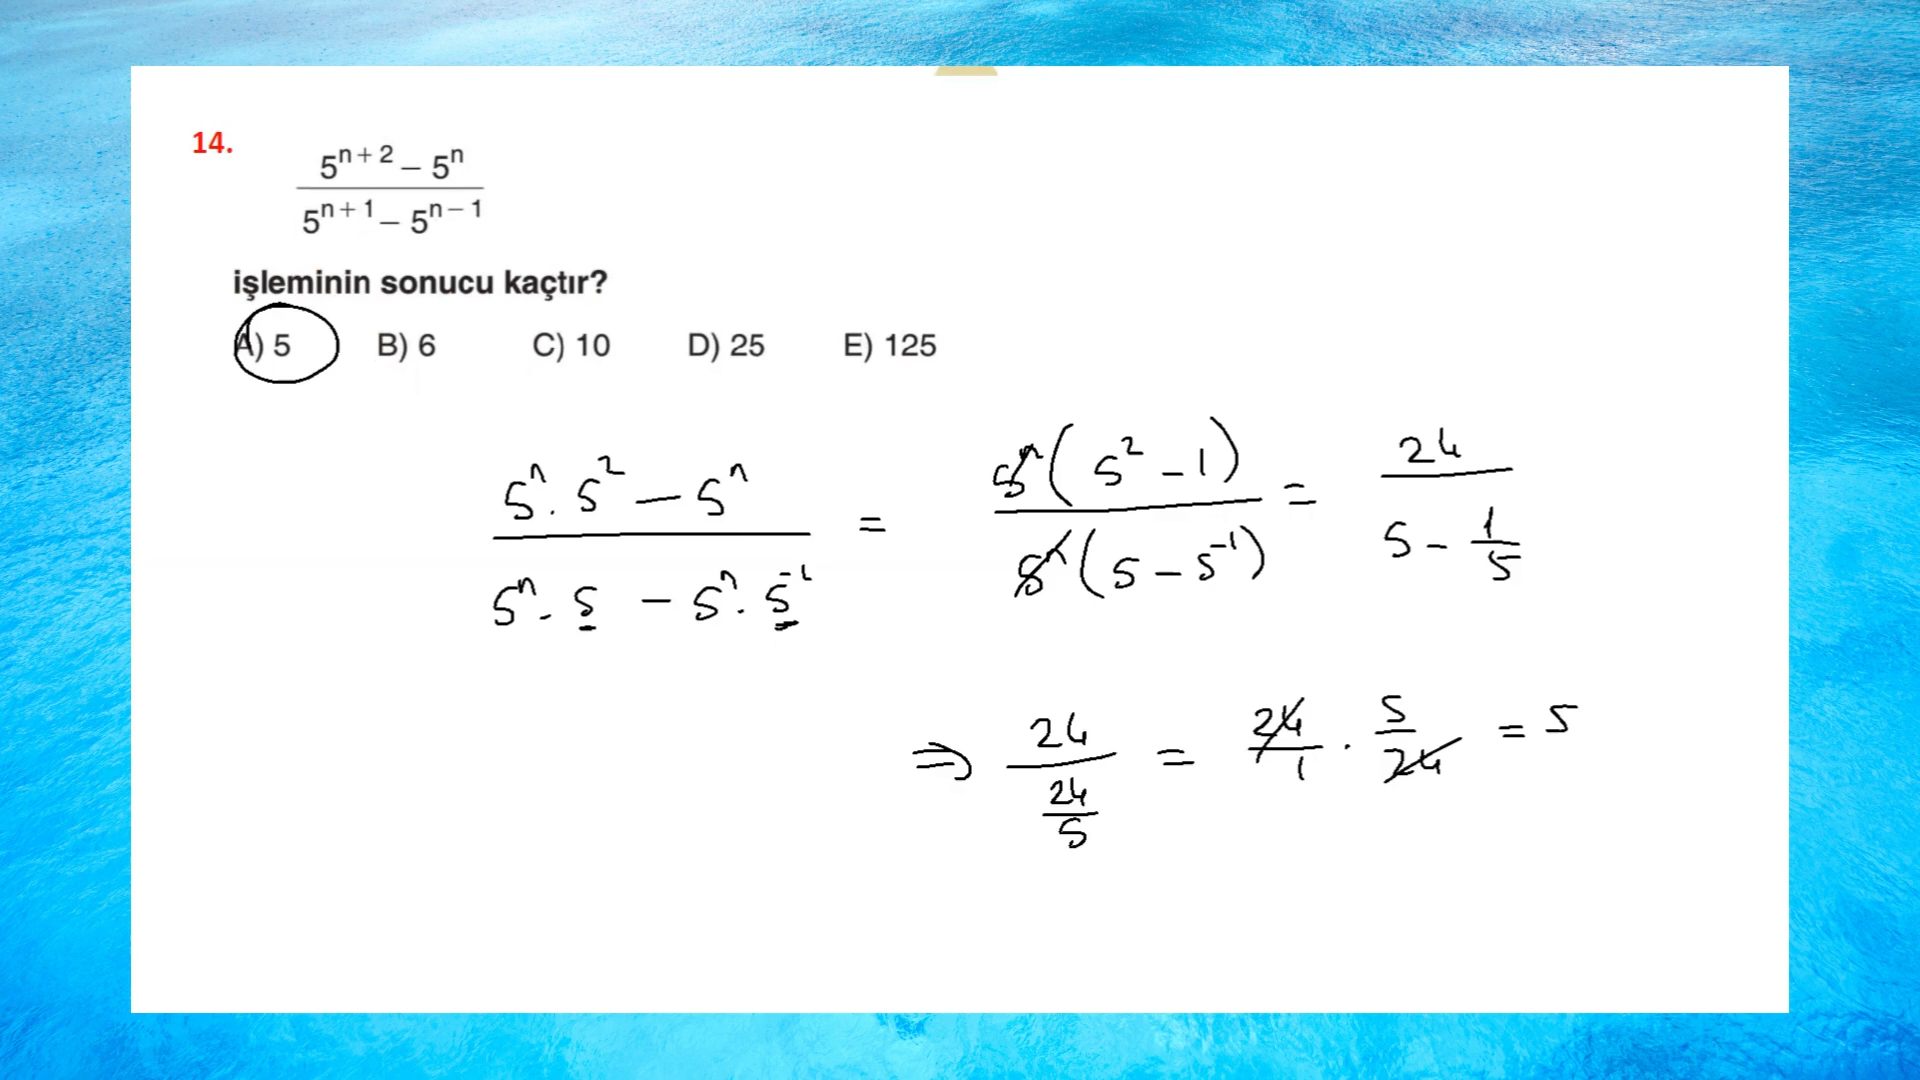 14.
5^{n+2} – 5^n
5^{n+1} – 5^{n–1}
işleminin sonucu kaçtır?
A) 5 B) 6 C) 10 D) 25 E) 125
5^n . 5^2 – 5^n / 5^n . 5 – 5^n . 5^{-1} = 5^n (5^2 – 1) / 5^n (5 – 5^{-1}) = 24 / 5 – 1/5
⇒ 24 / 24/5 = 24/1 . 5/24 = 5